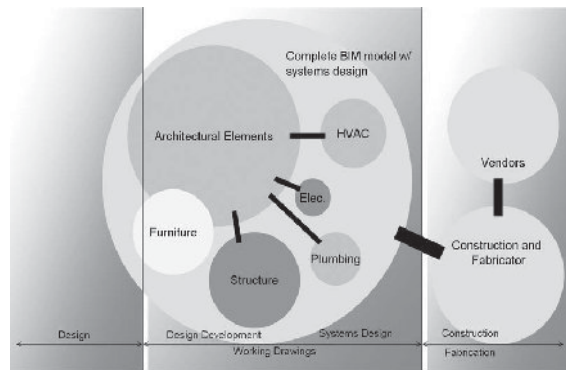 Complete BIM model w/
systems design
Architectural Elements
HVAC
Vendors
Elec.
Furniture
Construction and
Fabricator
Plumbing
Structure
Design
Design Development
Systems Design
Construction
Working Drawings
Fabrication